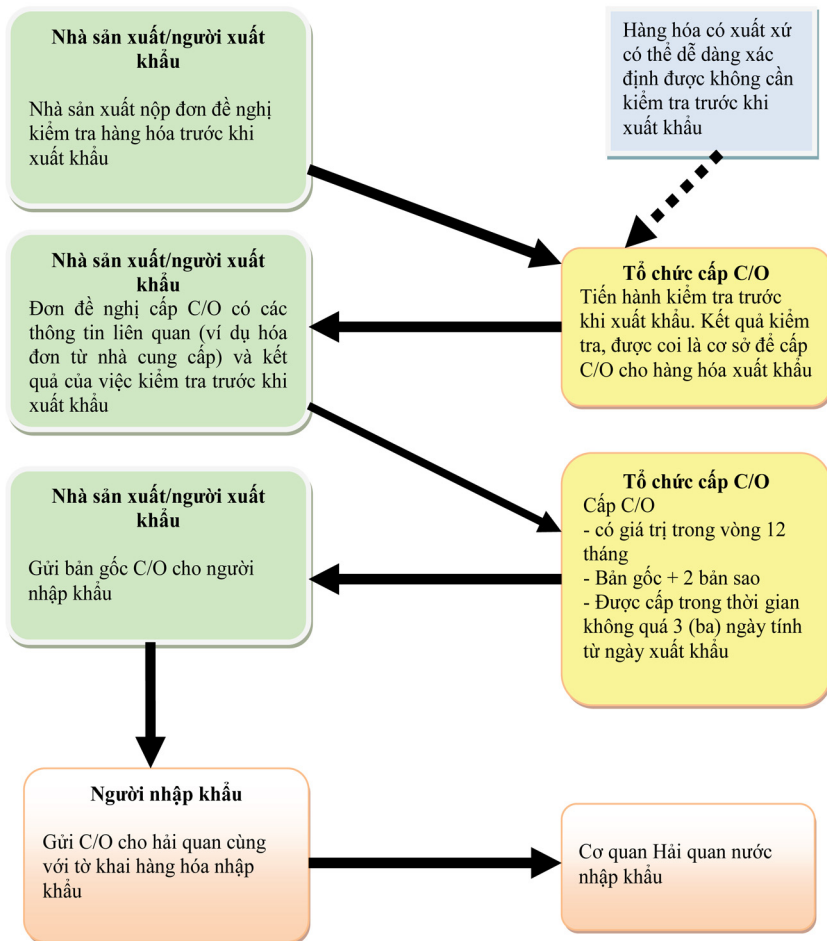 Nhà sản xuất/người xuất
khẩu
Nhà sản xuất nộp đơn đề nghị
kiểm tra hàng hóa trước khi
xuất khẩu
Hàng hóa có xuất xứ
có thể dễ dàng xác
định được không cần
kiểm tra trước khi
xuất khẩu
Tổ chức cấp C/O
Tiến hành kiểm tra trước
khi xuất khẩu. Kết quả kiểm
tra, được coi là cơ sở để cấp
C/O cho hàng hóa xuất khẩu
Nhà sản xuất/người xuất
khẩu
Đơn đề nghị cấp C/O có các
thông tin liên quan (ví dụ hóa
đơn từ nhà cung cấp) và kết
quả của việc kiểm tra trước khi
xuất khẩu
Tổ chức cấp C/O
Cấp C/O
- có giá trị trong vòng 12
tháng
- Bản gốc + 2 bản sao
- Được cấp trong thời gian
không quá 3 (ba) ngày tính
từ ngày xuất khẩu
Nhà sản xuất/người xuất
khẩu
Gửi bản gốc C/O cho người
nhập khẩu
Người nhập khẩu
Gửi C/O cho hải quan cùng
với tờ khai hàng hóa nhập
khẩu
Cơ quan Hải quan nước
nhập khẩu